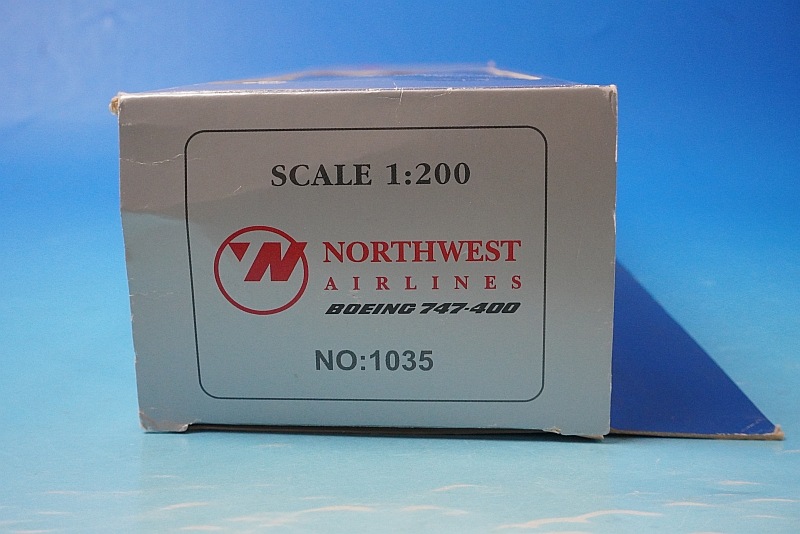 SCALE 1:200
NORTHWEST
AIRLINES
BOEING 747-400
NO:1035